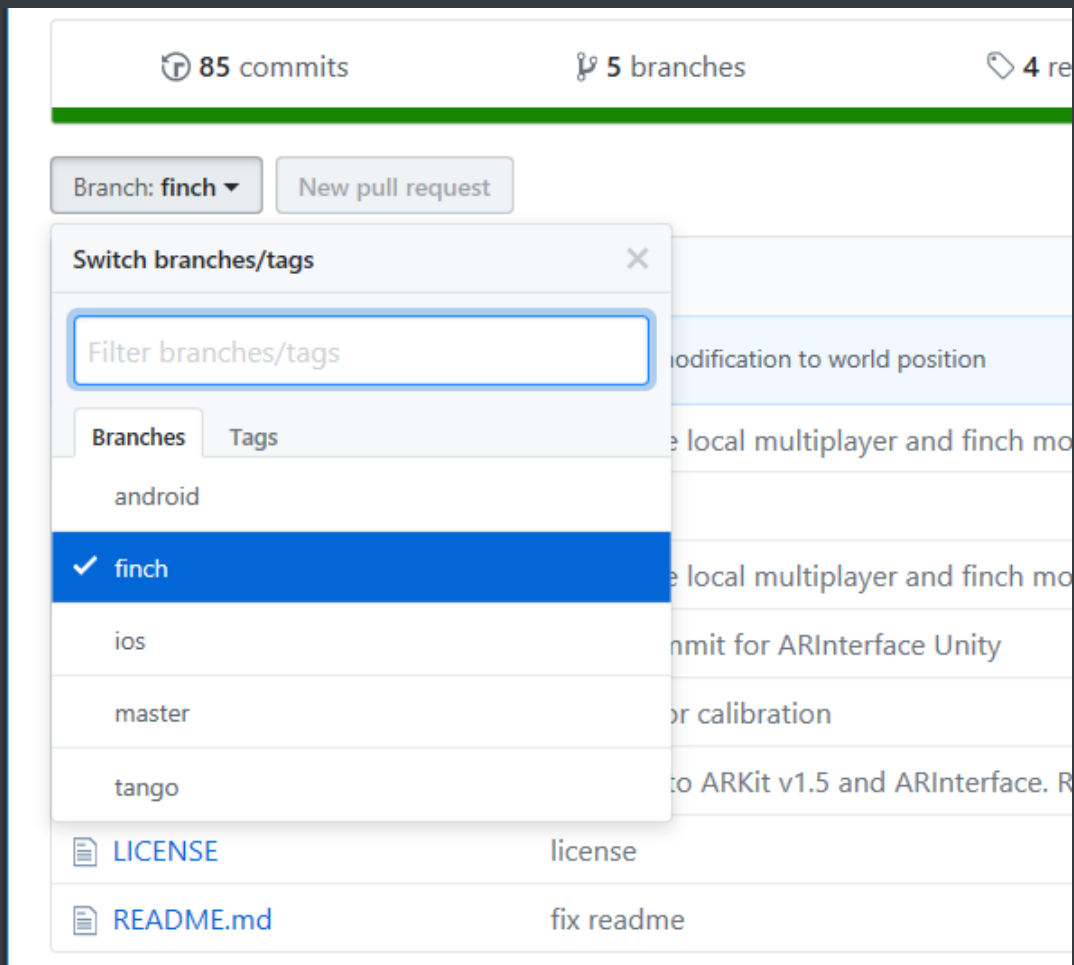 85 commits 5 branches 4 re
Branch: finch New pull request
Switch branches/tags
Filter branches/tags
odification to world position
Branches Tags
e local multiplayer and finch mo
android
finch
e local multiplayer and finch mo
ios
mmit for ARInterface Unity
master
or calibration
tango
to ARKit v1.5 and ARInterface. R
LICENSE license
README.md fix readme